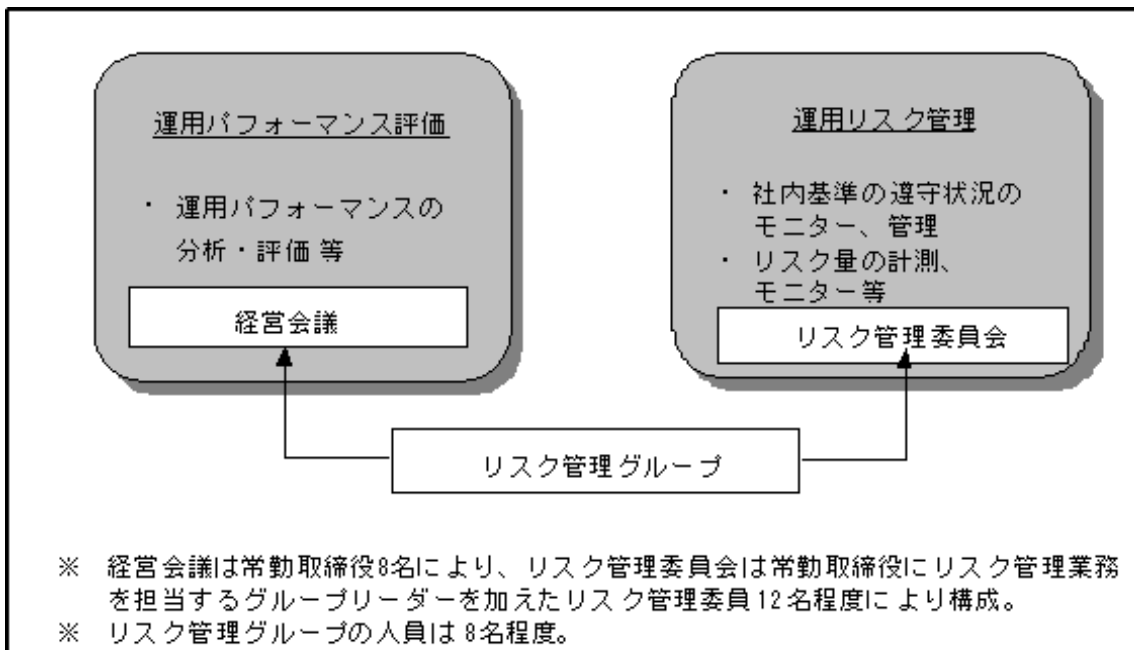 運用パフォーマンス評価
・ 運用パフォーマンスの
分析・評価 等
経営会議
運用リスク管理
・ 社内基準の遵守状況の
モニター、管理
・ リスク量の計測、
モニター等
リスク管理委員会
リスク管理グループ
※ 経営会議は常勤取締役8名により、リスク管理委員会は常勤取締役にリスク管理業務
を担当するグループリーダーを加えたリスク管理委員12名程度により構成。
※ リスク管理グループの人員は8名程度。